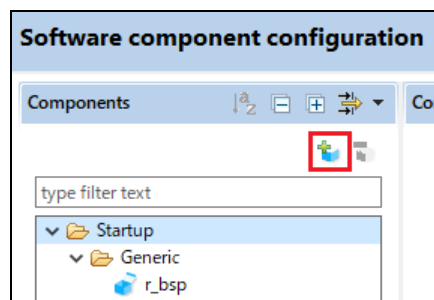 Software component configuration
Components
Co
type filter text
Startup
Generic
r_bsp